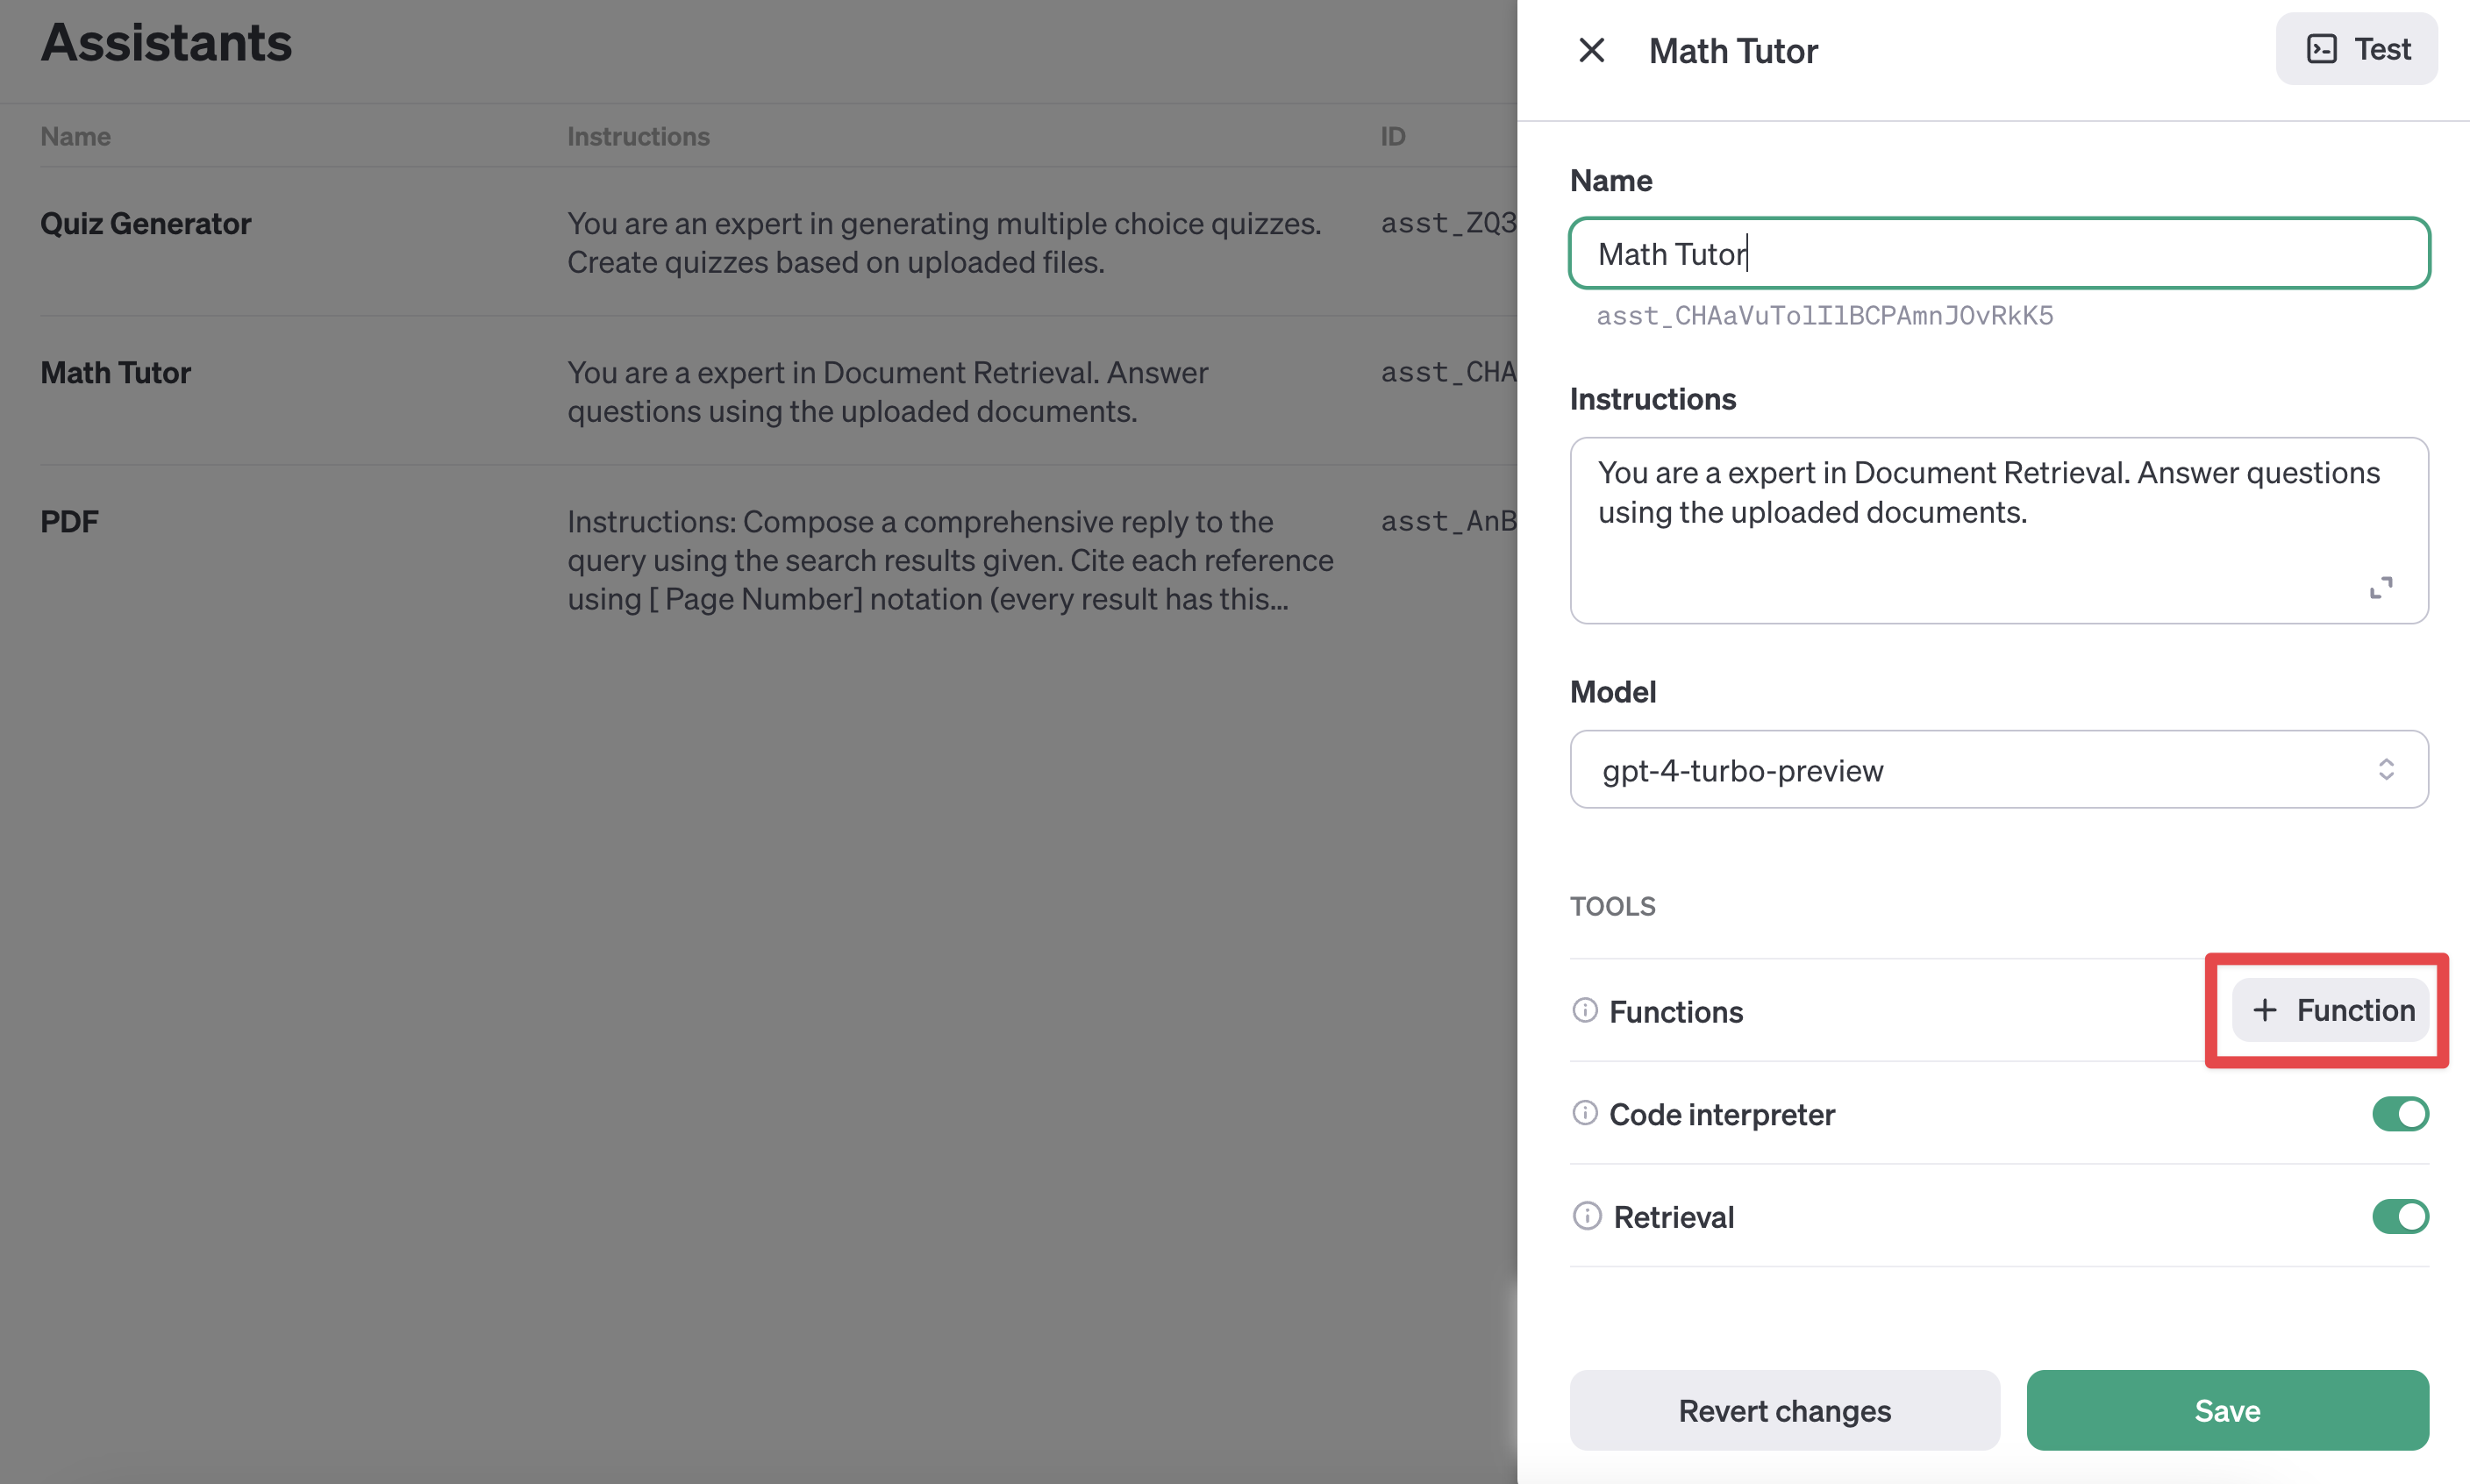 Assistants
Name
Instructions
ID
Quiz Generator
You are an expert in generating multiple choice quizzes.
Create quizzes based on uploaded files.
asst_ZQ3
Math Tutor
You are a expert in Document Retrieval. Answer
questions using the uploaded documents.
asst_CHA
PDF
Instructions: Compose a comprehensive reply to the
query using the search results given. Cite each reference
using [ Page Number] notation (every result has this...
asst_AnB
Math Tutor
Test
Name
Math Tutor
asst_CHAaVuTolIlBCPAmnJ0vRkK5
Instructions
You are a expert in Document Retrieval. Answer questions
using the uploaded documents.
Model
gpt-4-turbo-preview
TOOLS
Functions
+ Function
Code interpreter
Retrieval
Revert changes
Save